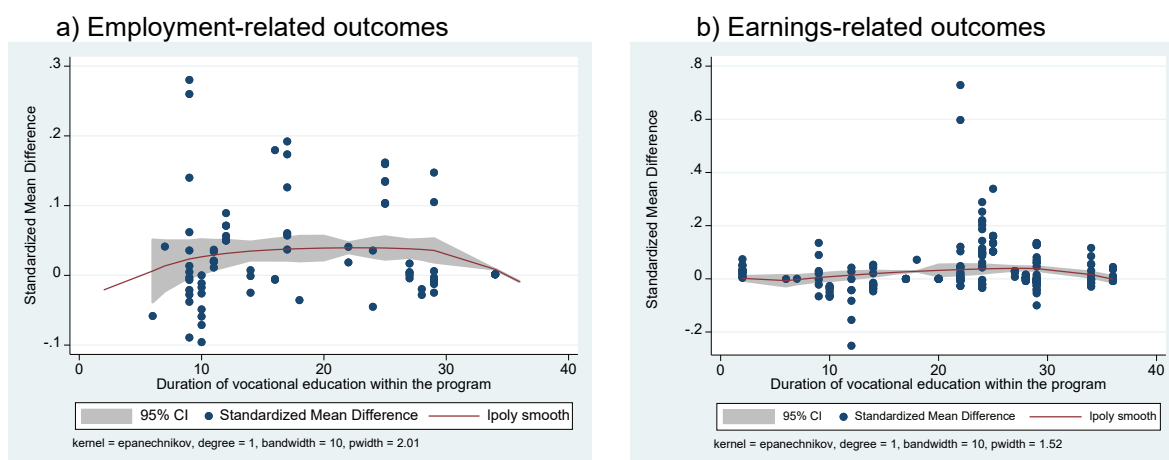 a) Employment-related outcomes
.3
.2
.1
0
-.1
Standardized Mean Difference
0 10 20 30 40
Duration of vocational education within the program
95% CI Standardized Mean Difference lpoly smooth
kernel = epanechnikov, degree = 1, bandwidth = 10, pwidth = 2.01
b) Earnings-related outcomes
.8
.6
.4
.2
0
-.2
Standardized Mean Difference
0 10 20 30 40
Duration of vocational education within the program
95% CI Standardized Mean Difference lpoly smooth
kernel = epanechnikov, degree = 1, bandwidth = 10, pwidth = 1.52